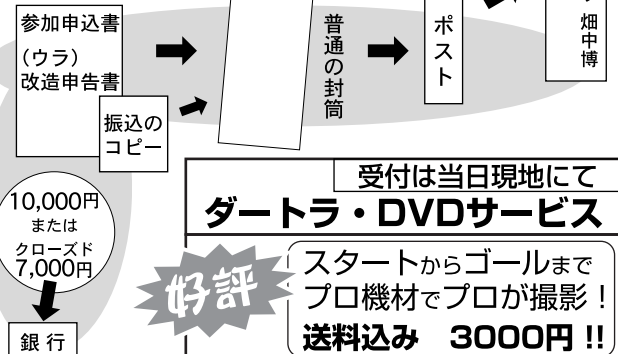 参加申込書
(ウラ)
改造申告書
振込の
コピー
普通の封筒
ポスト
畑中博
10,000円
または
クローズド
7,000円
銀行
受付は当日現地にて
ダートラ・DVDサービス
好評
スタートからゴールまで
プロ機材でプロが撮影!
送料込み 3000円!!